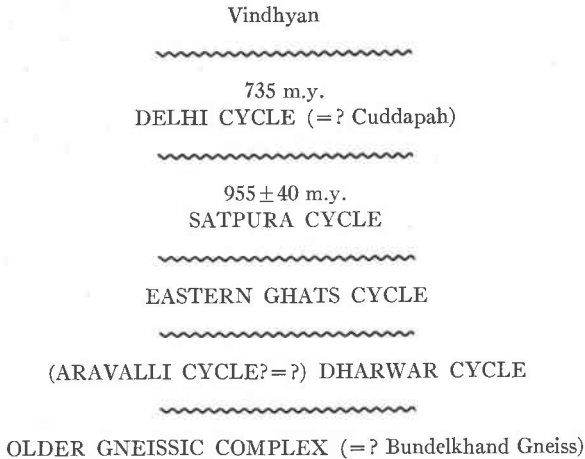 Vindhyan
735 m.y.
DELHI CYCLE (=? Cuddapah)
955±40 m.y.
SATPURA CYCLE
EASTERN GHATS CYCLE
(ARAVALLI CYCLE?=?) DHARWAR CYCLE
OLDER GNEISSIC COMPLEX (=? Bundelkhand Gneiss)